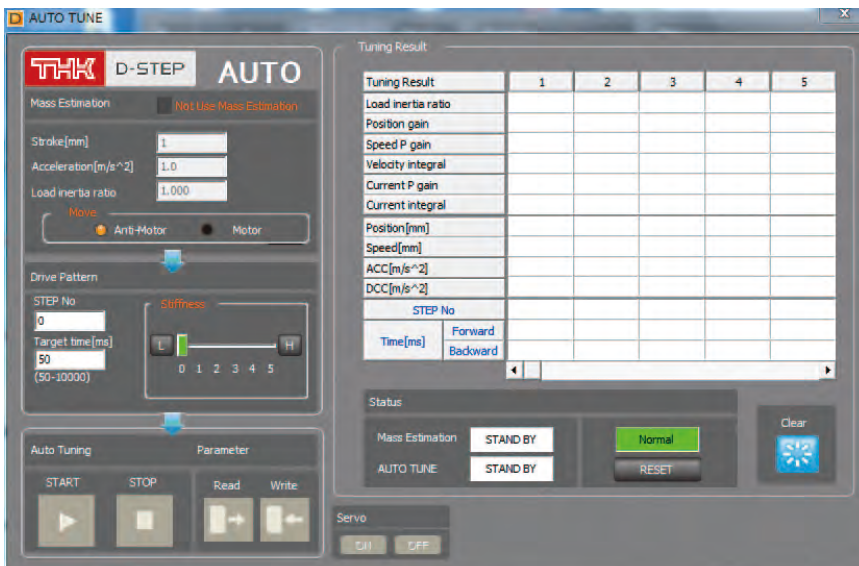 D AUTO TUNE
x
THK D-STEP AUTO
Mass Estimation Not Use Mass Estimation
Stroke[mm] 1
Acceleration[m/s^2] 1.0
Load inertia ratio 1.000
Move
Anti-Motor Motor
Drive Pattern
STEP No
0
Target time[ms]
50
(50-10000)
Stiffness
L H
0 1 2 3 4 5
Auto Tuning Parameter
START STOP Read Write
Tuning Result
Tuning Result 1 2 3 4 5
Load inertia ratio
Position gain
Speed P gain
Velocity integral
Current P gain
Current integral
Position[mm]
Speed[mm]
ACC[m/s^2]
DCC[m/s^2]
STEP No
Time[ms] Forward
Backward
Status
Mass Estimation STAND BY Normal
AUTO TUNE STAND BY RESET
Clear
Servo
ON OFF